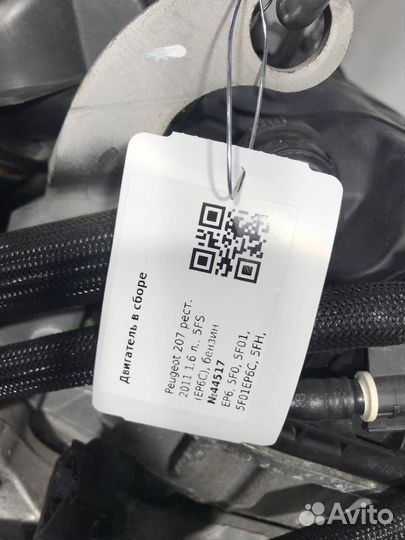 Двигатель в сборе
Peugeot 207 рест.
2011 1.6 л., 5FS
(EP6C), бензин
№44517
EP6, 5F0, 5F01,
5F01EP6C, 5FH,
Avito